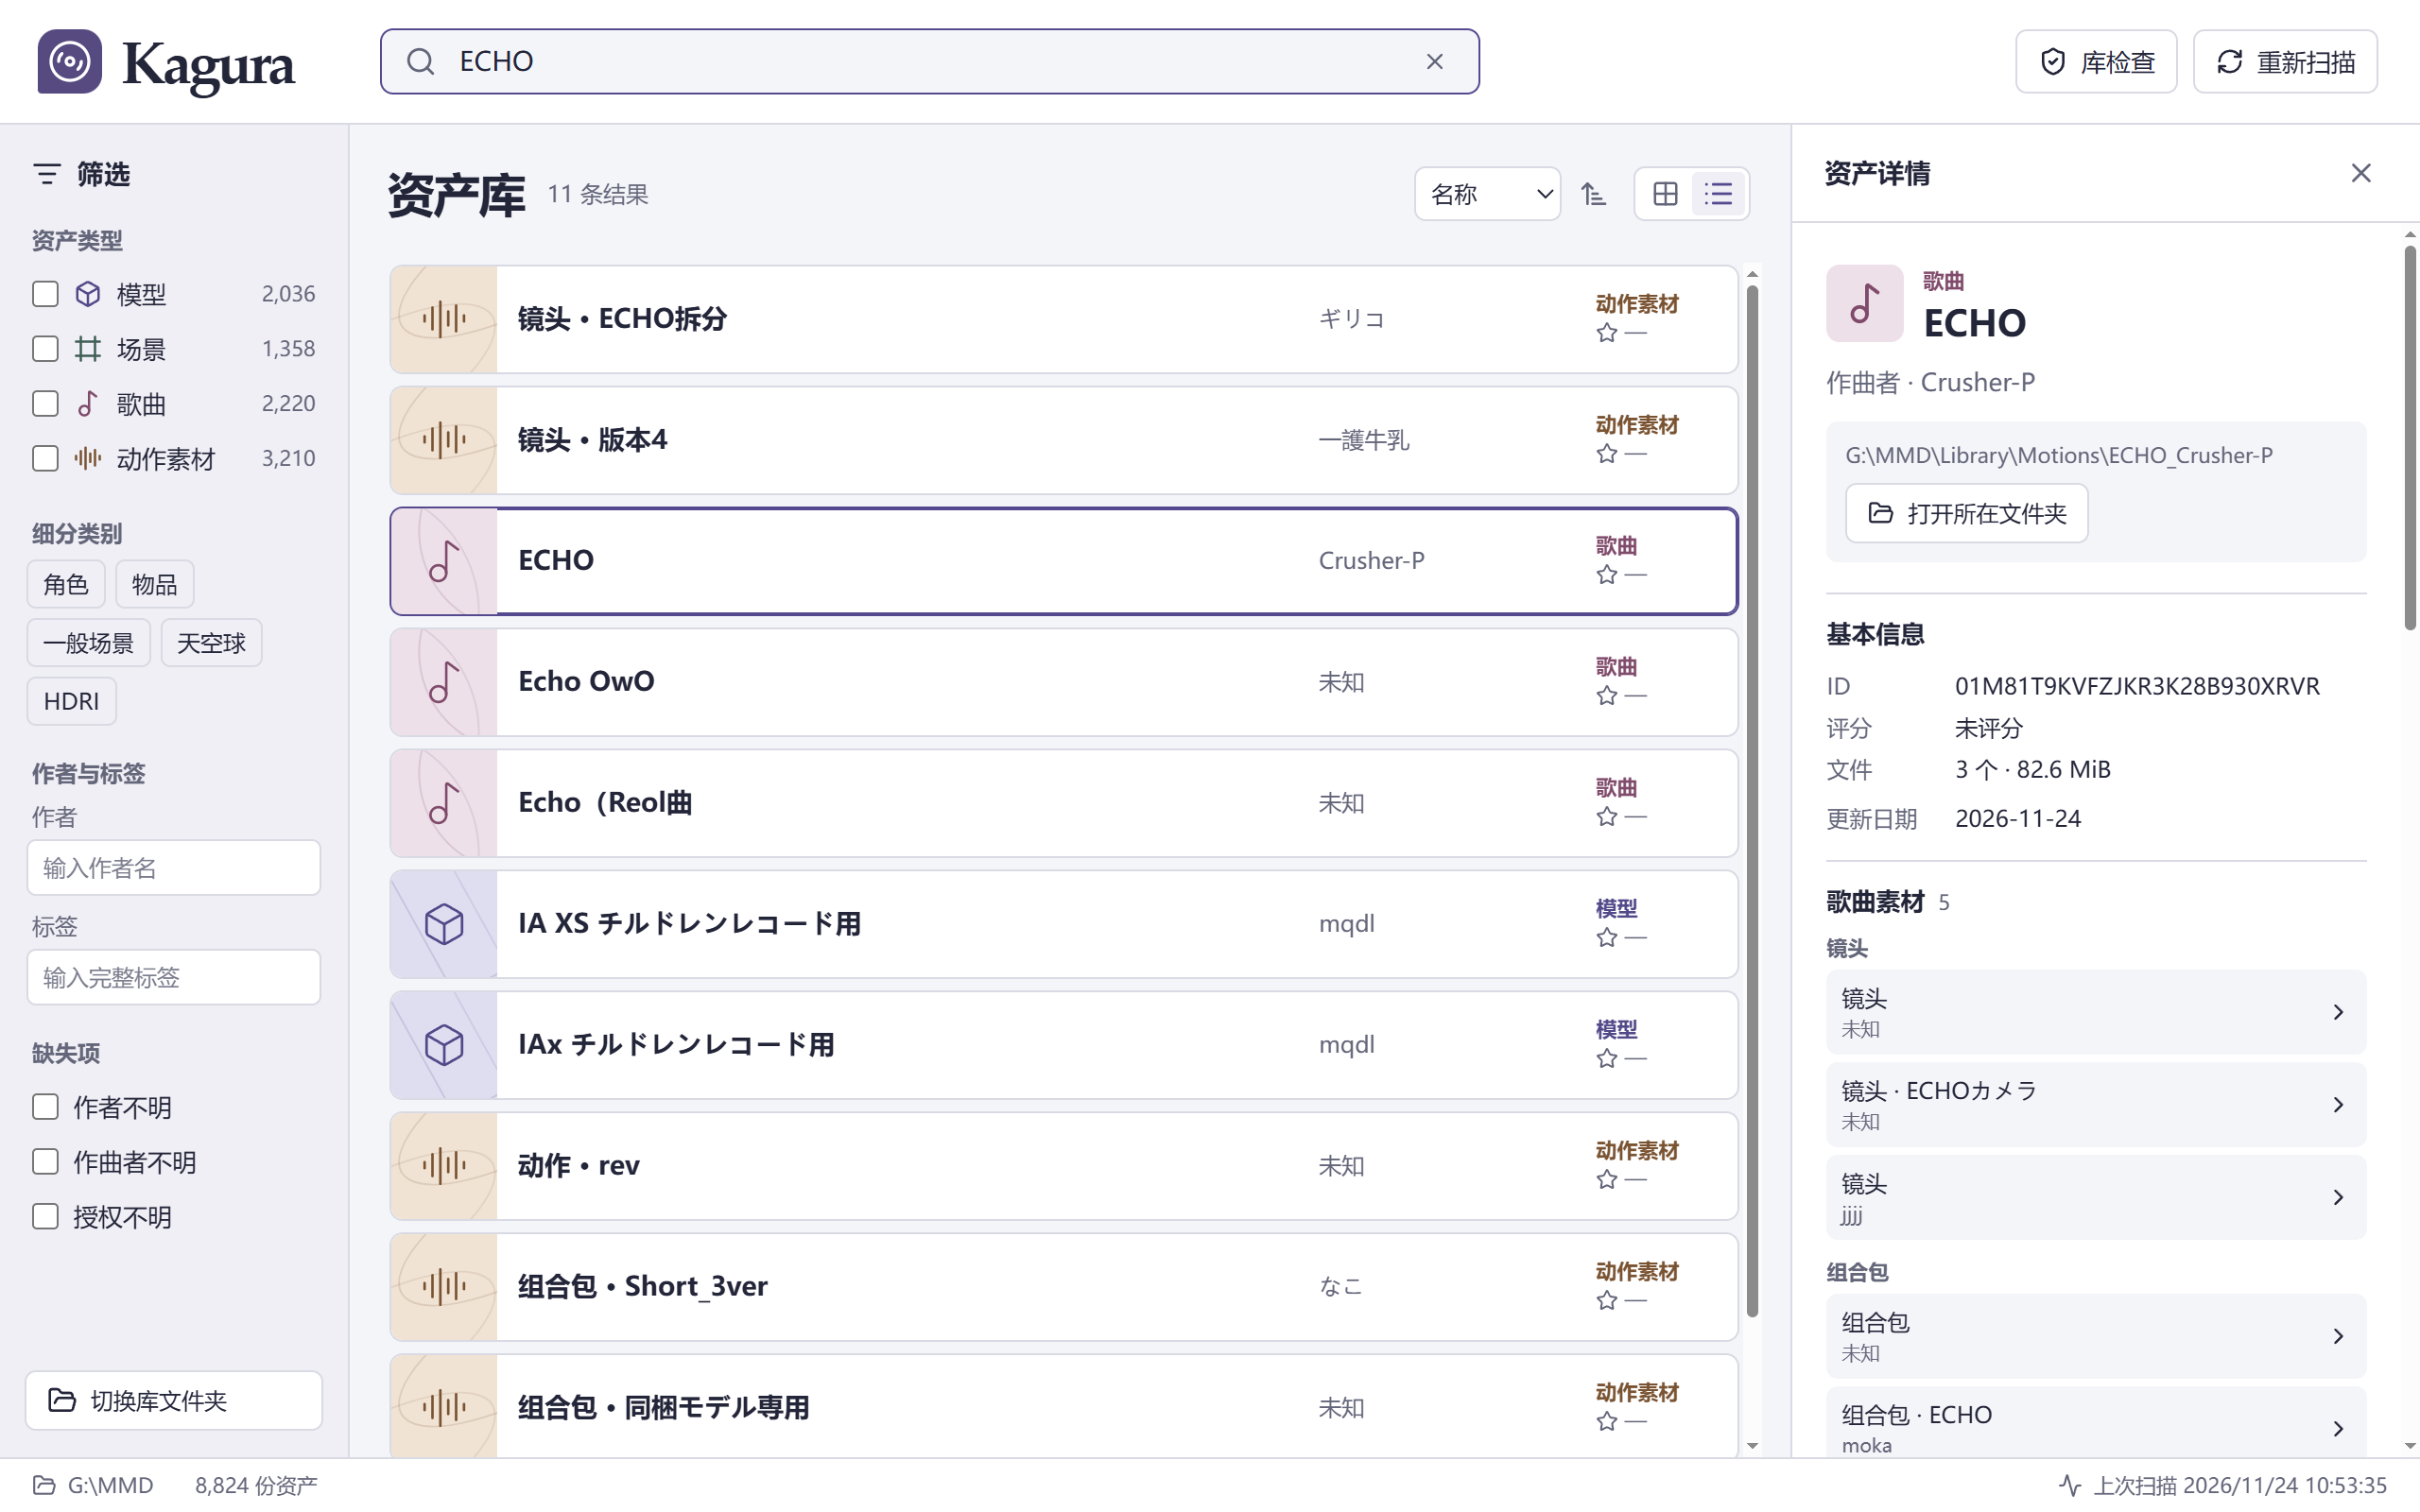 Kagura
ECHO
库检查
重新扫描
筛选
资产类型
模型 2,036
场景 1,358
歌曲 2,220
动作素材 3,210
细分类别
角色
物品
一般场景
天空球
HDRI
作者与标签
作者
输入作者名
标签
输入完整标签
缺失项
作者不明
作曲者不明
授权不明
切换库文件夹
资产库 11 条结果
名称
镜头・ECHO拆分 ギリコ 动作素材
—
镜头・版本4 一護牛乳 动作素材
—
ECHO Crusher-P 歌曲
—
Echo OwO 未知 歌曲
—
Echo（Reol曲 未知 歌曲
—
IA XS チルドレンレコード用 mqdl 模型
—
IAx チルドレンレコード用 mqdl 模型
—
动作・rev 未知 动作素材
—
组合包・Short_3ver なこ 动作素材
—
组合包・同梱モデル専用 未知 动作素材
—
资产详情
歌曲
ECHO
作曲者 · Crusher-P
G:\MMD\Library\Motions\ECHO_Crusher-P
打开所在文件夹
基本信息
ID 01M81T9KVFZJKR3K28B930XRVR
评分 未评分
文件 3 个 · 82.6 MiB
更新日期 2026-11-24
歌曲素材 5
镜头
镜头
未知
镜头 · ECHOカメラ
未知
镜头
jjjj
组合包
组合包
未知
组合包 · ECHO
moka
G:\MMD 8,824 份资产
上次扫描 2026/11/24 10:53:35